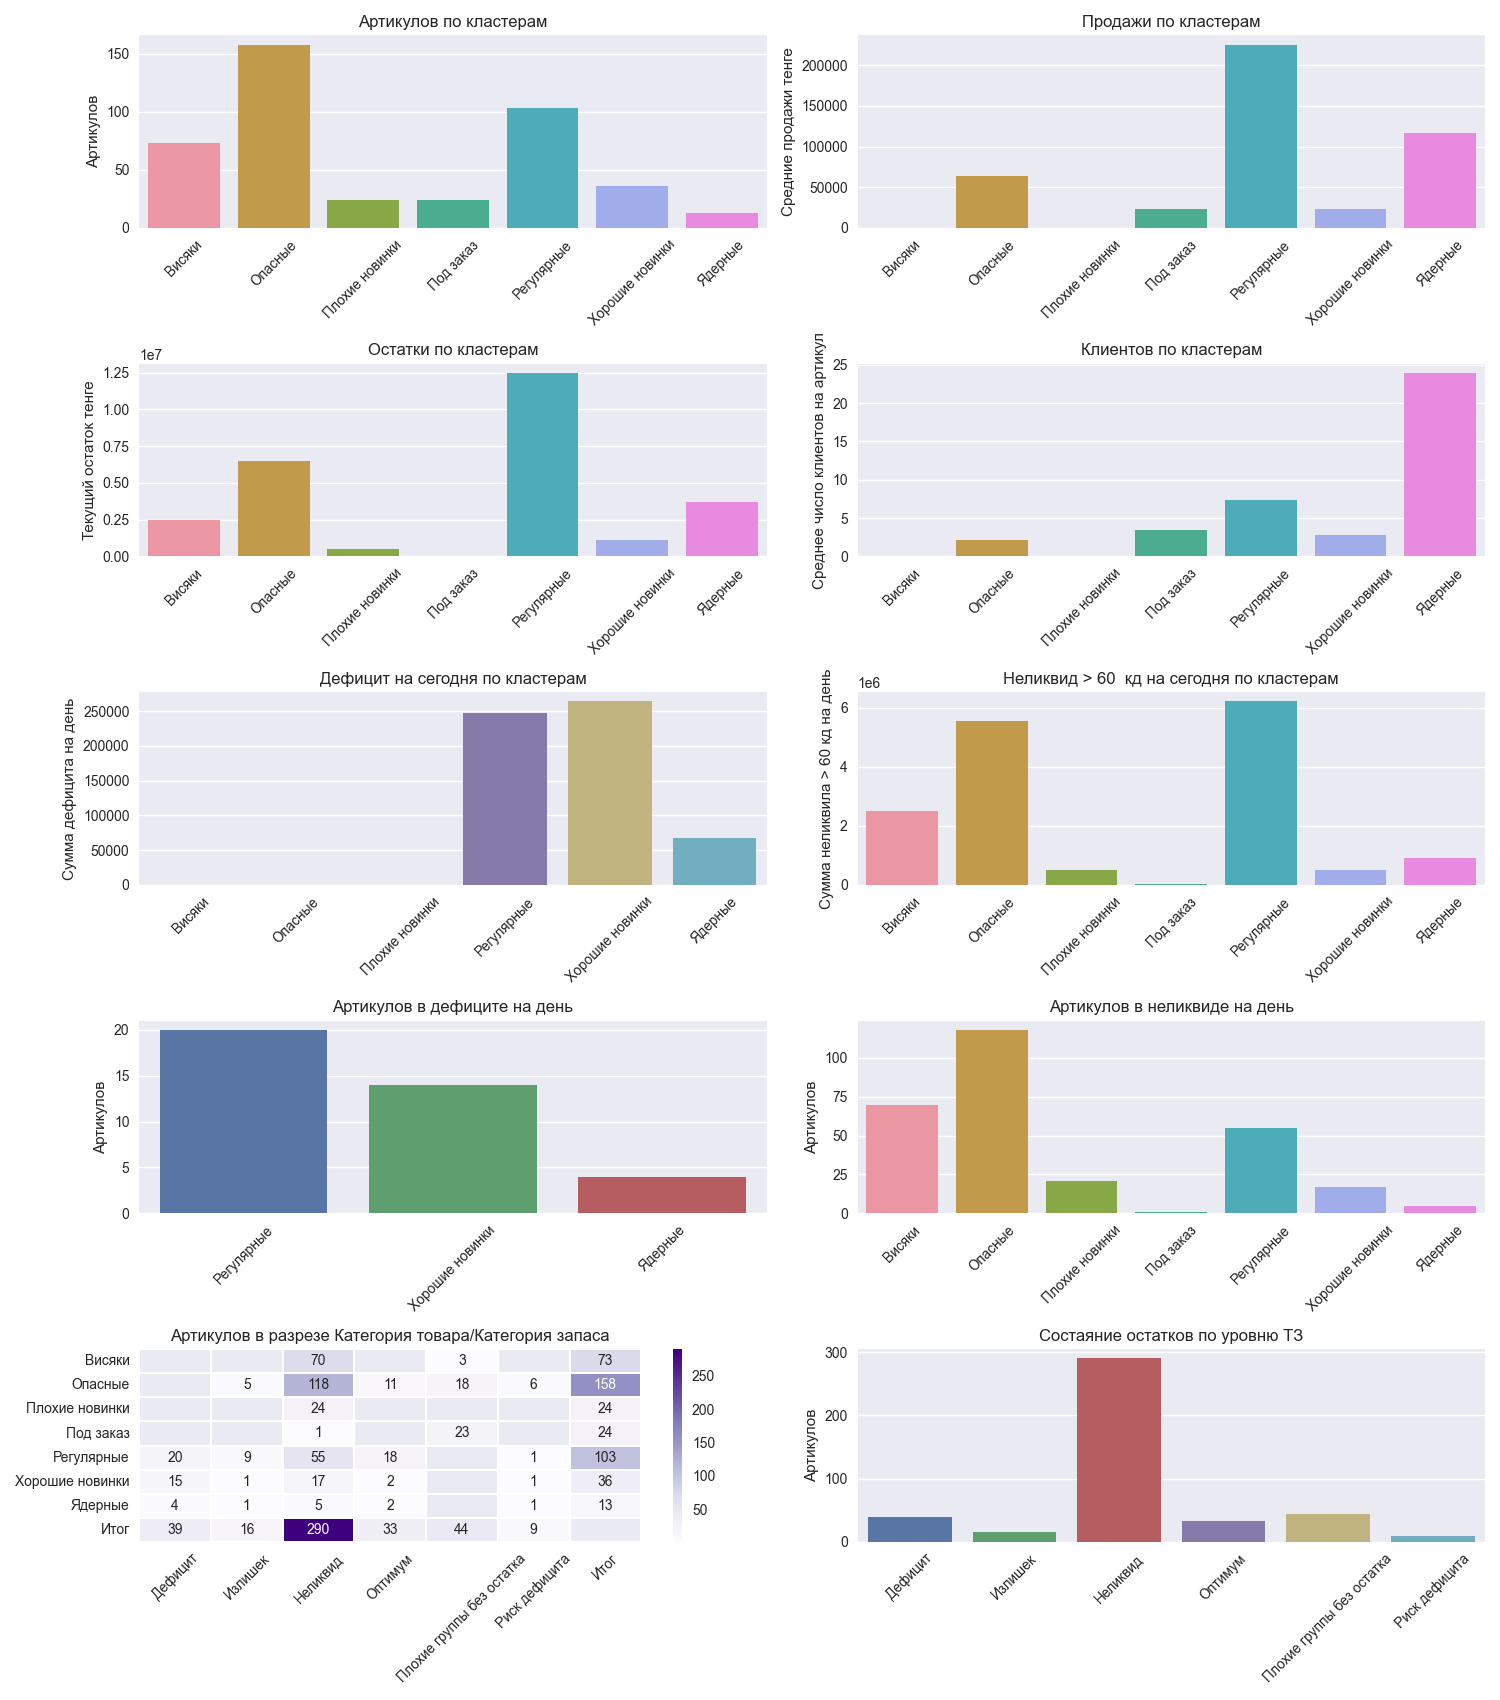 Артикулов по кластерам
Артикулов
150
100
50
0
Висяки
Опасные
Плохие новинки
Под заказ
Регулярные
Хорошие новинки
Ядерные
Продажи по кластерам
Средние продажи тенге
200000
150000
100000
50000
0
Висяки
Опасные
Плохие новинки
Под заказ
Регулярные
Хорошие новинки
Ядерные
Остатки по кластерам
1e7
Текущий остаток тенге
1.25
1.00
0.75
0.50
0.25
0.00
Висяки
Опасные
Плохие новинки
Под заказ
Регулярные
Хорошие новинки
Ядерные
Клиентов по кластерам
Среднее число клиентов на артикул
25
20
15
10
5
0
Висяки
Опасные
Плохие новинки
Под заказ
Регулярные
Хорошие новинки
Ядерные
Дефицит на сегодня по кластерам
Сумма дефицита на день
250000
200000
150000
100000
50000
0
Висяки
Опасные
Плохие новинки
Регулярные
Хорошие новинки
Ядерные
Неликвид > 60  кд на сегодня по кластерам
1e6
Сумма неликвила > 60 кд на день
6
4
2
0
Висяки
Опасные
Плохие новинки
Под заказ
Регулярные
Хорошие новинки
Ядерные
Артикулов в дефиците на день
Артикулов
20
15
10
5
0
Регулярные
Хорошие новинки
Ядерные
Артикулов в неликвиде на день
Артикулов
100
75
50
25
0
Висяки
Опасные
Плохие новинки
Под заказ
Регулярные
Хорошие новинки
Ядерные
Артикулов в разрезе Категория товара/Категория запаса
Висяки 70 3 73
Опасные 5 118 11 18 6 158
Плохие новинки 24 24
Под заказ 1 23 24
Регулярные 20 9 55 18 1 103
Хорошие новинки 15 1 17 2 1 36
Ядерные 4 1 5 2 1 13
Итог 39 16 290 33 44 9
Дефицит
Излишек
Неликвид
Оптимум
Плохие группы без остатка
Риск дефицита
Итог
250
200
150
100
50
Состаяние остатков по уровню ТЗ
Артикулов
300
200
100
0
Дефицит
Излишек
Неликвид
Оптимум
Плохие группы без остатка
Риск дефицита